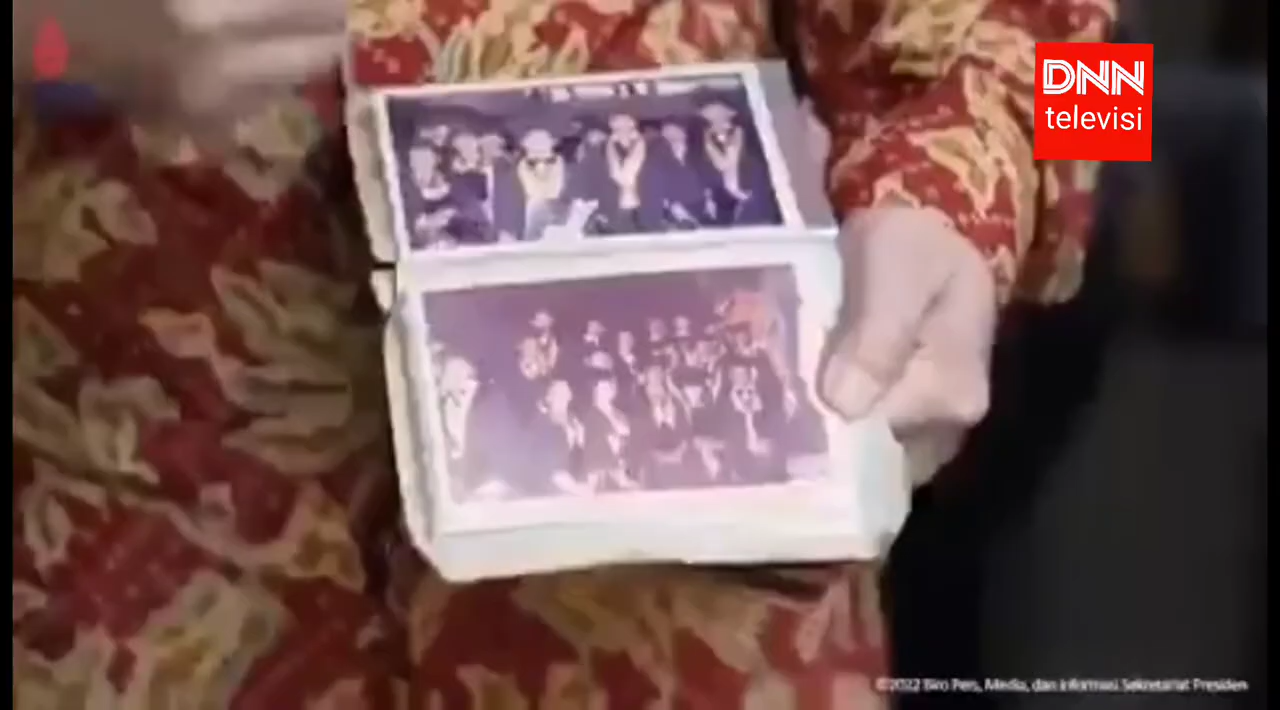 DNN
televisi
©2022 Biro Pers, Media, dan Informasi Sekretariat Presiden